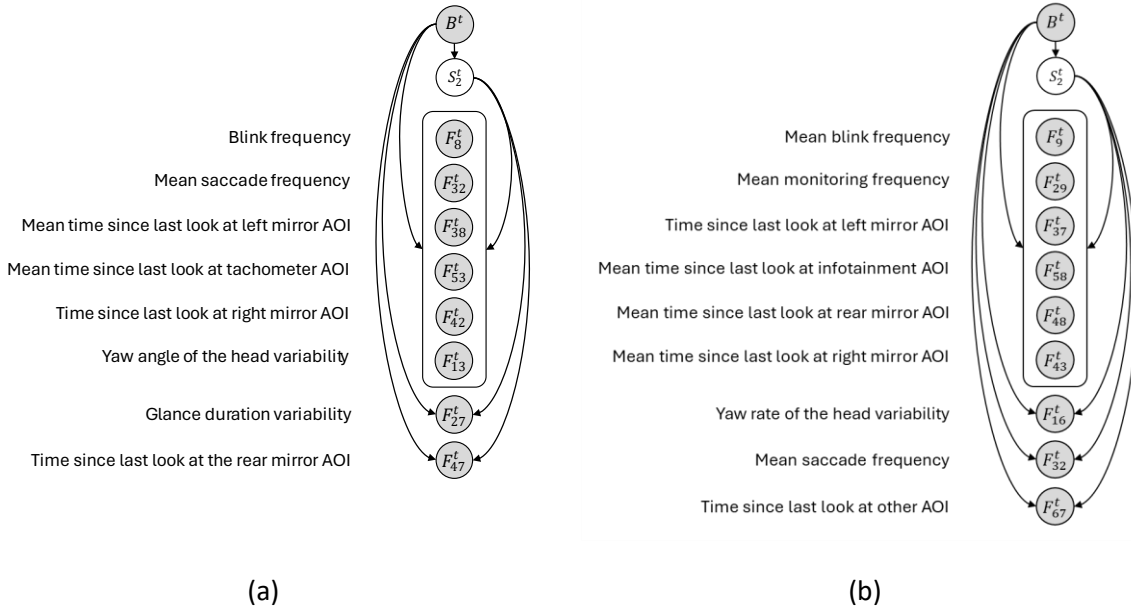 B^t
S_2^t
Blink frequency F_8^t
Mean saccade frequency F_32^t
Mean time since last look at left mirror AOI F_38^t
Mean time since last look at tachometer AOI F_53^t
Time since last look at right mirror AOI F_42^t
Yaw angle of the head variability F_13^t
Glance duration variability F_27^t
Time since last look at the rear mirror AOI F_47^t
(a)
B^t
S_2^t
Mean blink frequency F_9^t
Mean monitoring frequency F_29^t
Time since last look at left mirror AOI F_37^t
Mean time since last look at infotainment AOI F_58^t
Mean time since last look at rear mirror AOI F_48^t
Mean time since last look at right mirror AOI F_43^t
Yaw rate of the head variability F_16^t
Mean saccade frequency F_32^t
Time since last look at other AOI F_67^t
(b)